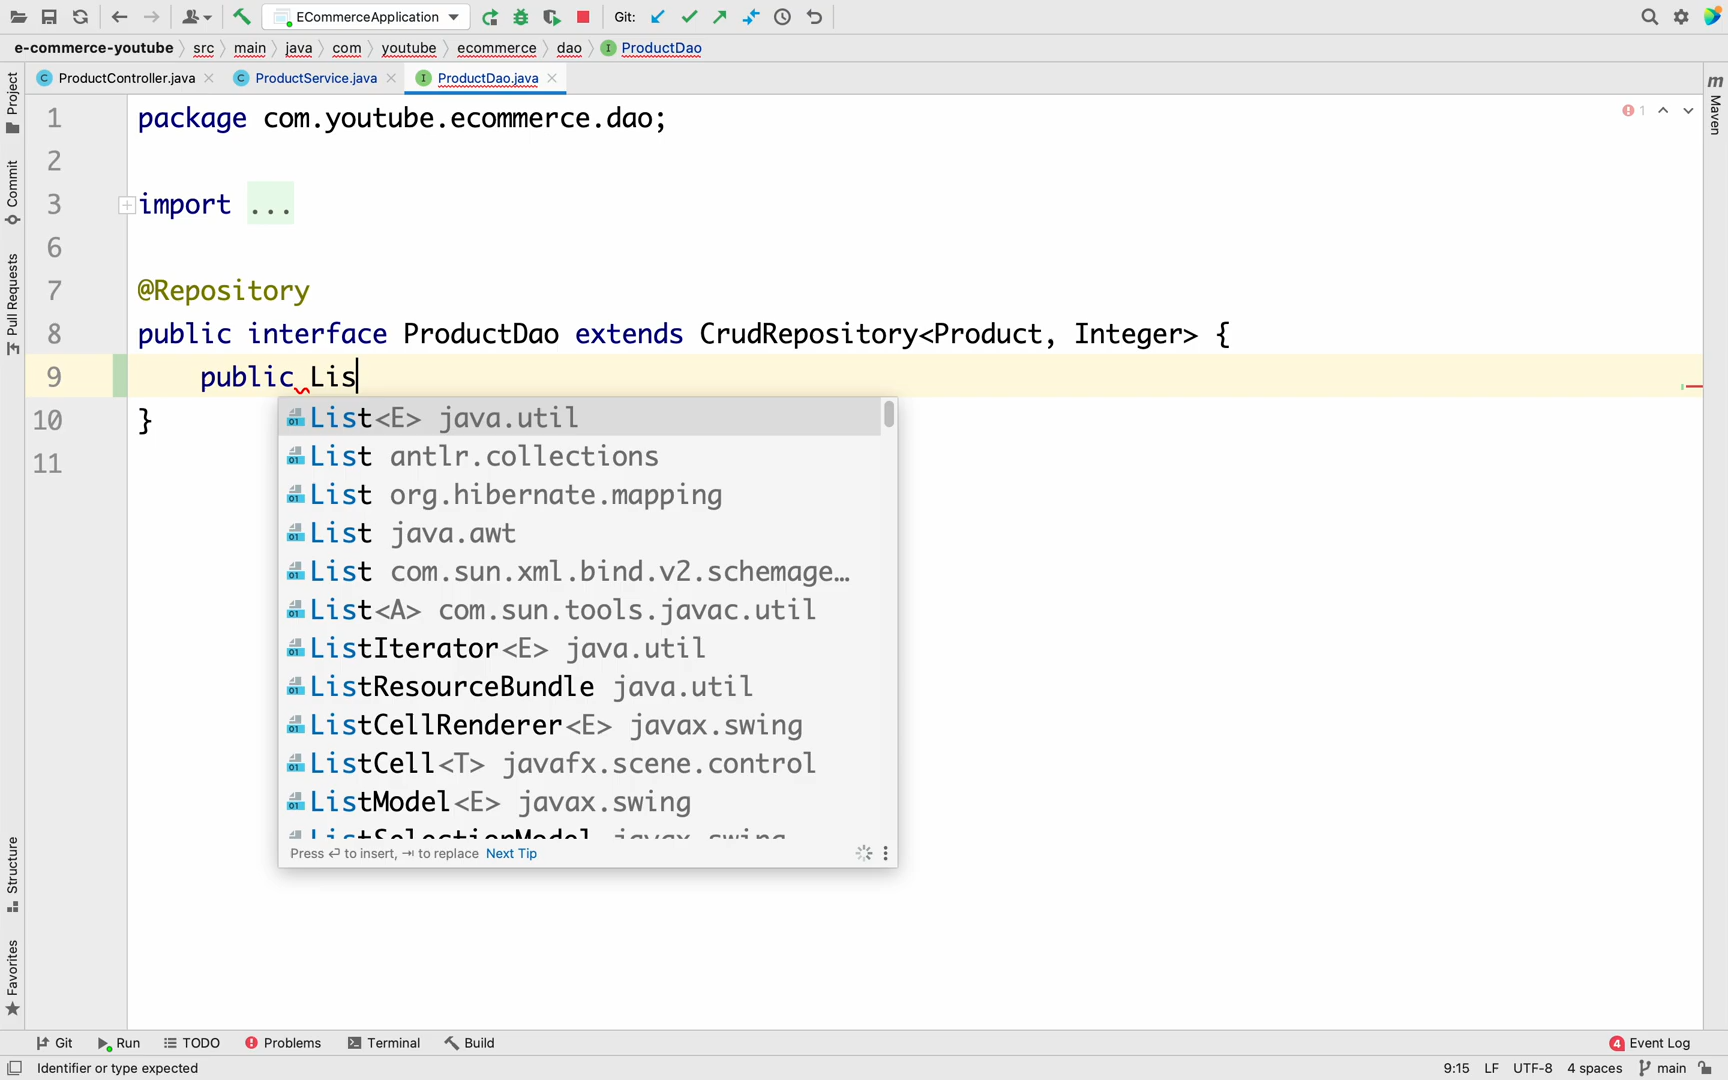 ECommerceApplication
Git:
e-commerce-youtube
src
main
java
com
youtube
ecommerce
dao
ProductDao
ProductController.java
ProductService.java
ProductDao.java
Project
Commit
Pull Requests
Structure
Favorites
Maven
1
1 package com.youtube.ecommerce.dao;
2
3 import ...
6
7 @Repository
8 public interface ProductDao extends CrudRepository<Product, Integer> {
9 public Lis
10 }
11
List<E> java.util
List antlr.collections
List org.hibernate.mapping
List java.awt
List com.sun.xml.bind.v2.schemage…
List<A> com.sun.tools.javac.util
ListIterator<E> java.util
ListResourceBundle java.util
ListCellRenderer<E> javax.swing
ListCell<T> javafx.scene.control
ListModel<E> javax.swing
ListSelectionModel javax.swing
Press ↵ to insert, ⇥ to replace Next Tip
Git
Run
TODO
Problems
Terminal
Build
4 Event Log
Identifier or type expected
9:15 LF UTF-8 4 spaces main